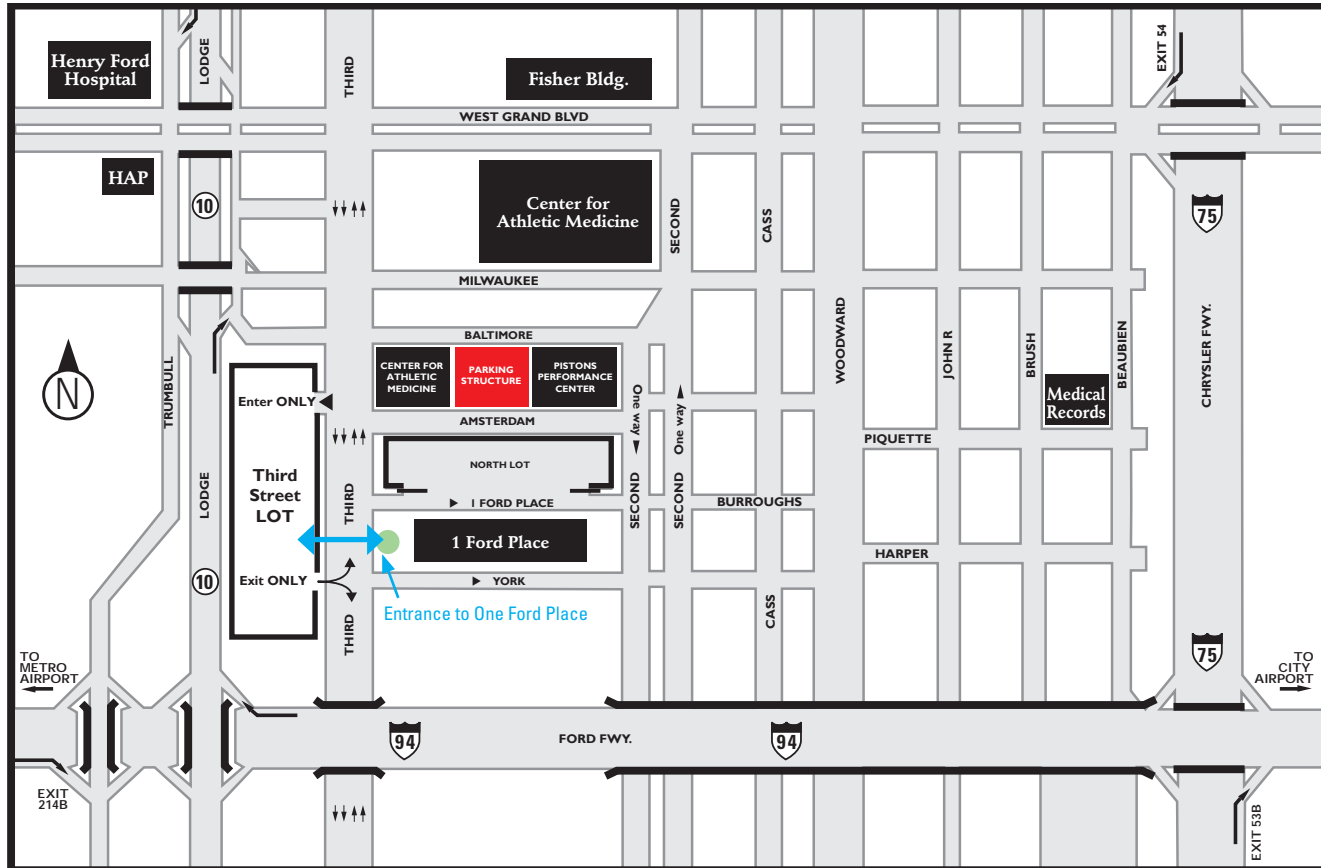 Henry Ford
Hospital
LODGE
THIRD
Fisher Bldg.
EXIT 54
WEST GRAND BLVD
HAP
10
Center for
Athletic Medicine
SECOND
CASS
75
MILWAUKEE
BALTIMORE
WOODWARD
JOHN R
BRUSH
BEAUBIEN
CHRYSLER FWY.
N
TRUMBULL
CENTER FOR
ATHLETIC
MEDICINE
PARKING
STRUCTURE
PISTONS
PERFORMANCE
CENTER
Enter ONLY
One way
One way
Medical
Records
AMSTERDAM
PIQUETTE
NORTH LOT
Third
Street
LOT
LODGE
THIRD
1 FORD PLACE
SECOND
SECOND
BURROUGHS
1 Ford Place
HARPER
10
Exit ONLY
YORK
Entrance to One Ford Place
THIRD
CASS
TO
METRO
AIRPORT
75
TO
CITY
AIRPORT
94
FORD FWY.
94
EXIT
214B
EXIT 53B